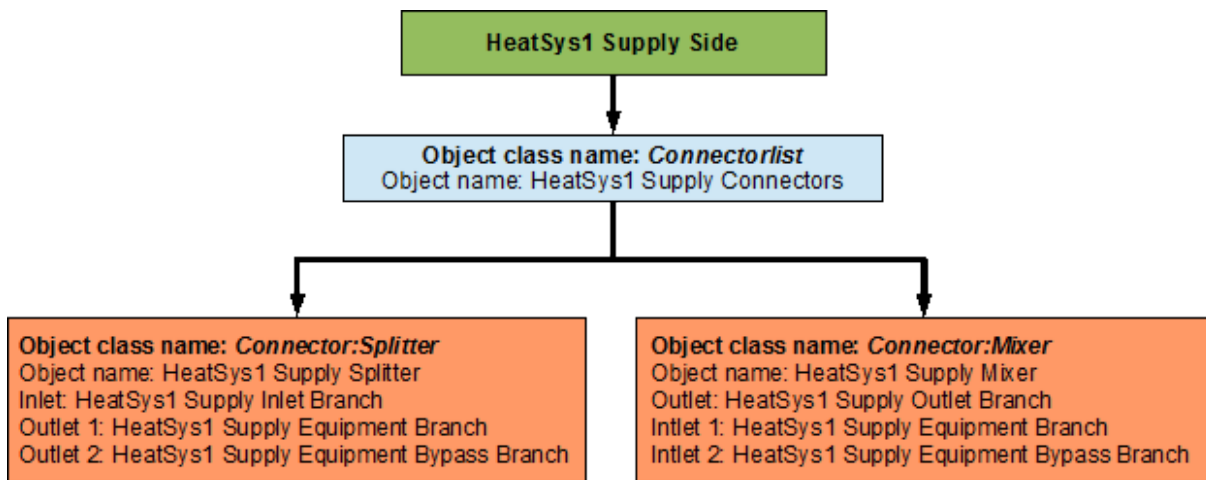 HeatSys1 Supply Side
Object class name: Connectorlist
Object name: HeatSys1 Supply Connectors
Object class name: Connector:Splitter
Object name: HeatSys1 Supply Splitter
Inlet: HeatSys1 Supply Inlet Branch
Outlet 1: HeatSys1 Supply Equipment Branch
Outlet 2: HeatSys1 Supply Equipment Bypass Branch
Object class name: Connector:Mixer
Object name: HeatSys1 Supply Mixer
Outlet: HeatSys1 Supply Outlet Branch
Intlet 1: HeatSys1 Supply Equipment Branch
Intlet 2: HeatSys1 Supply Equipment Bypass Branch